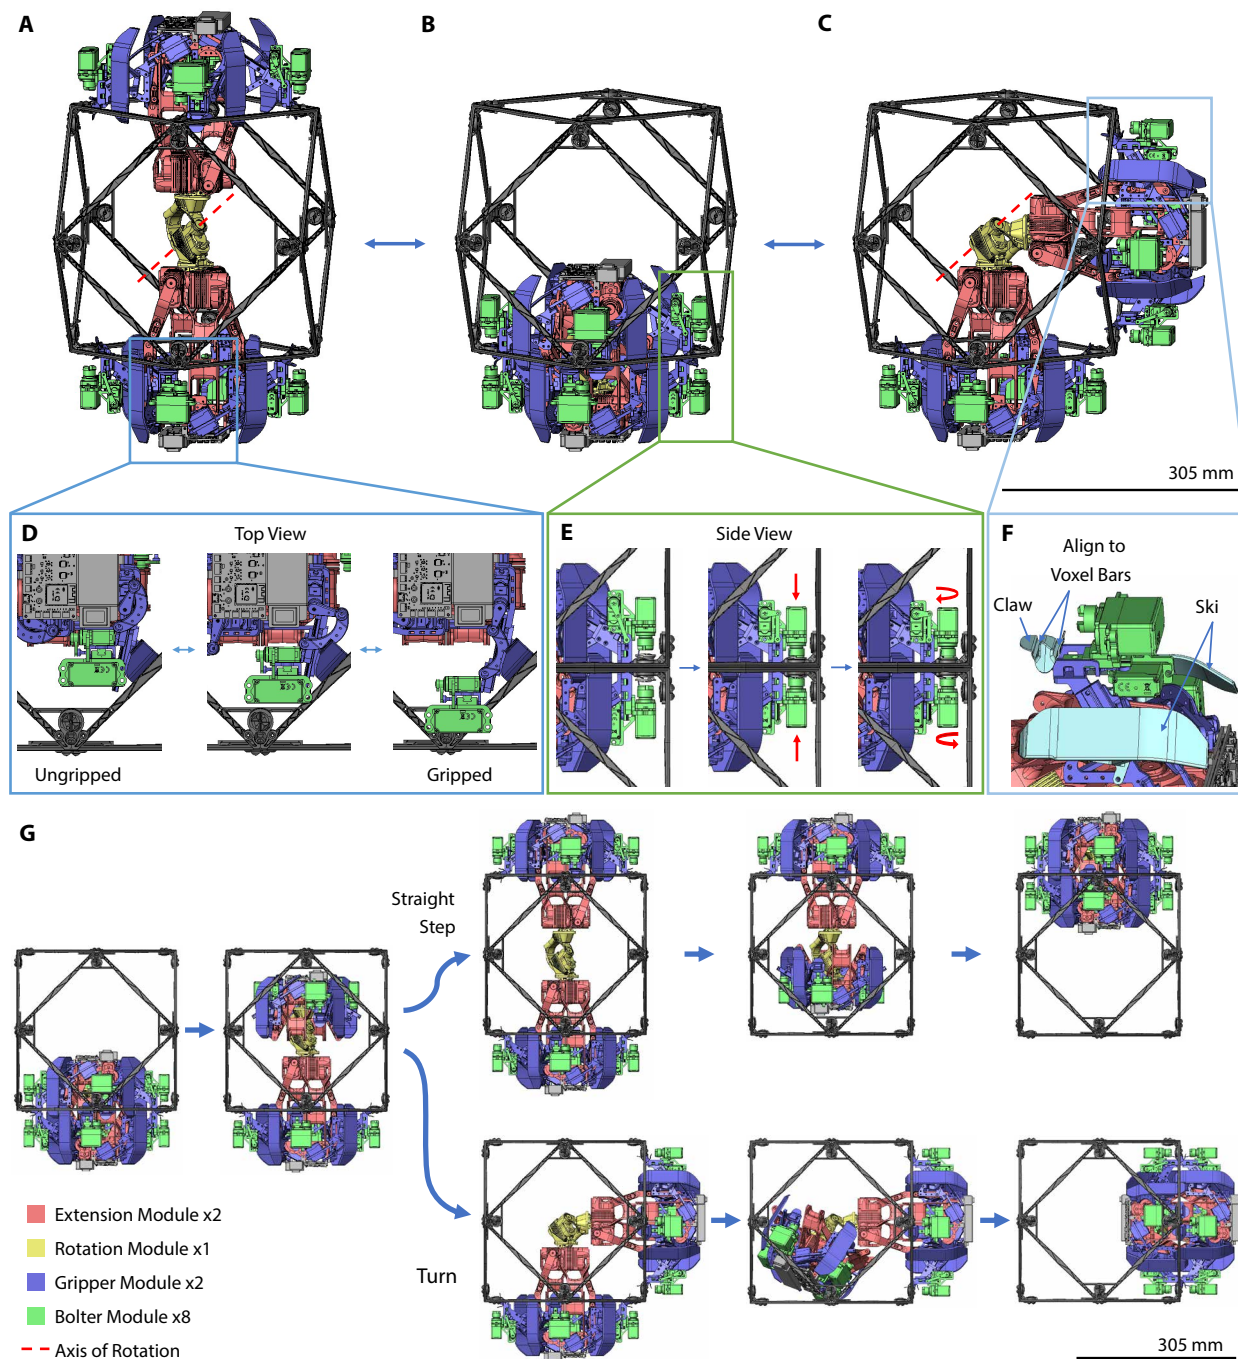 A
B
C
305 mm
D
Top View
Ungripped
Gripped
E
Side View
F
Align to
Voxel Bars
Claw
Ski
G
Straight
Step
Turn
Extension Module x2
Rotation Module x1
Gripper Module x2
Bolter Module x8
Axis of Rotation
305 mm